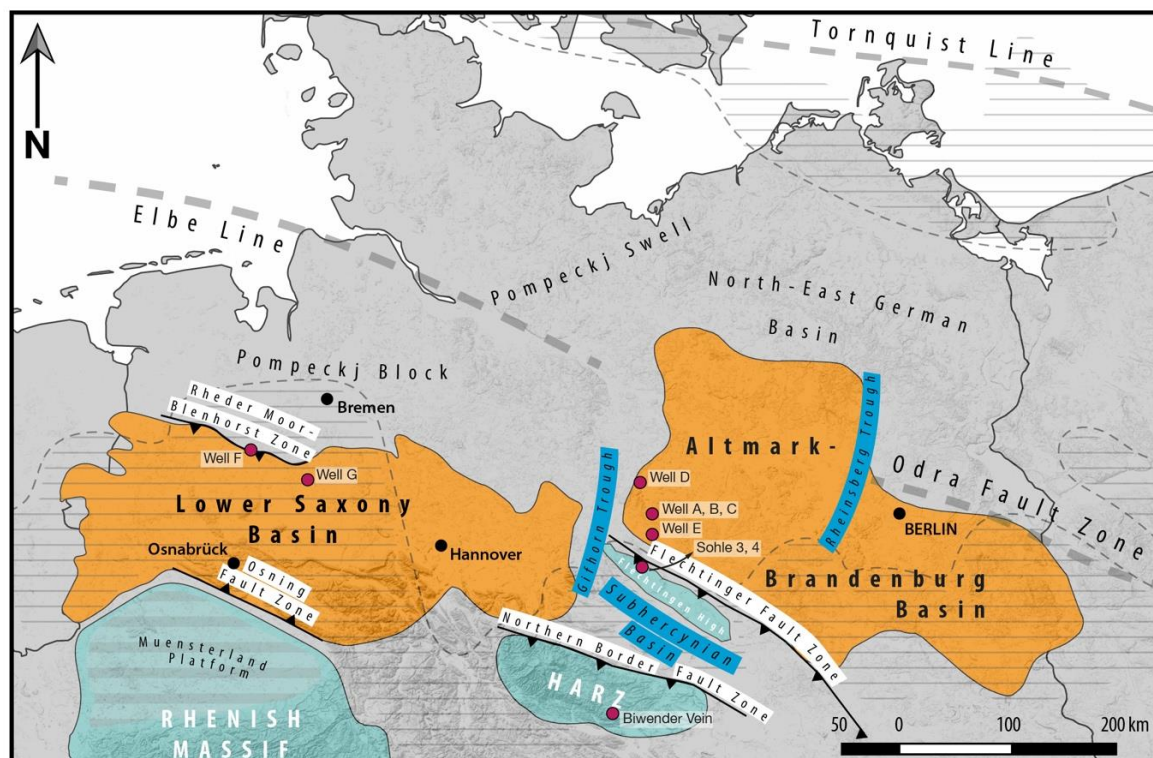 Tornquist Line
N
Elbe Line
Pompeckj Swell
North-East German
Basin
Pompeckj Block
Rheder Moor-
Blenhorst Zone
Bremen
Well F
Well G
Lower Saxony
Basin
Osnabrück
Osning
Fault Zone
Hannover
Githorn Trough
Altmark-
Rheinsberg Trough
Well D
Well A, B, C
Well E
Sohle 3, 4
Odra Fault Zone
BERLIN
Flechtinger Fault Zone
Flechtingen High
Brandenburg
Basin
Subhercynian
Basin
Northern Border Fault Zone
HARZ
Biwender Vein
Muensterland
Platform
RHENISH
MASSIF
50 0 100 200 km